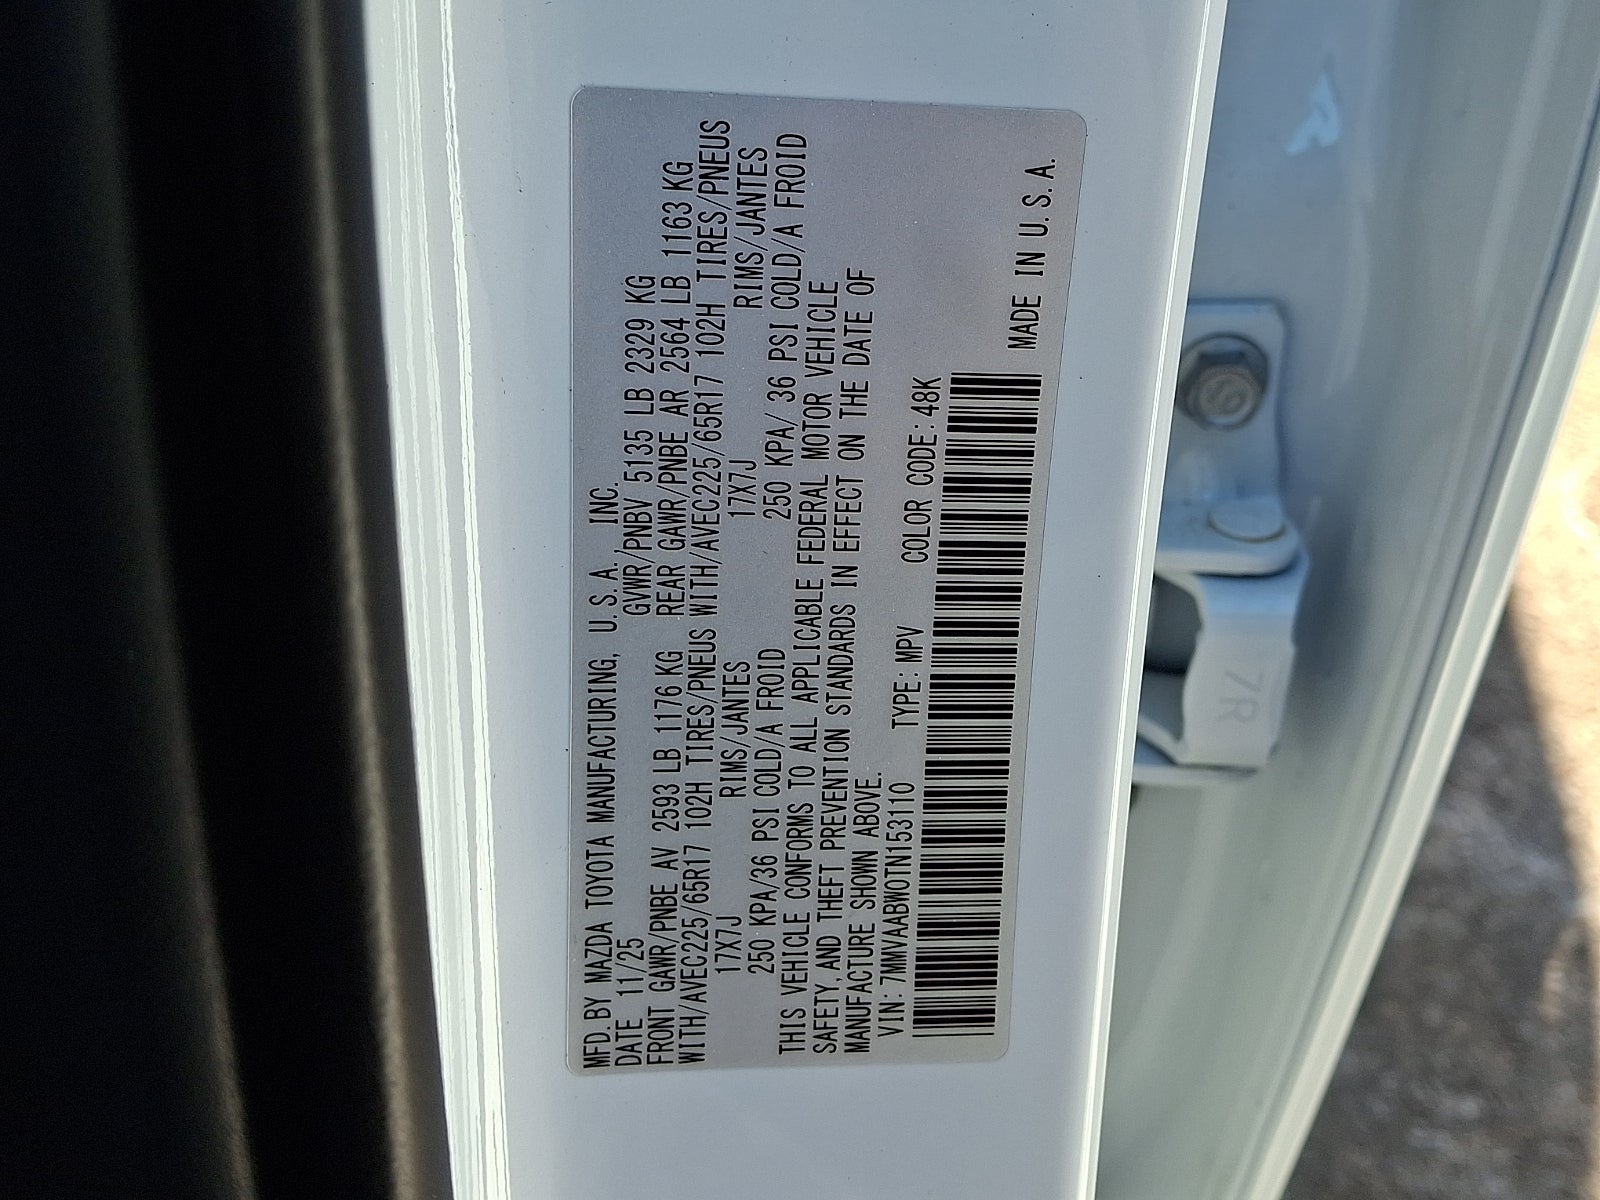 MFD. BY MAZDA TOYOTA MANUFACTURING, U.S.A. INC.
DATE 11/25 GVWR/PNBV 5135 LB 2329 KG
FRONT GAWR/PNBE AV 2593 LB 1176 KG REAR GAWR/PNBE AR 2564 LB 1163 KG
WITH/AVEC225/65R17 102H TIRES/PNEUS WITH/AVEC225/65R17 102H TIRES/PNEUS
17X7J RIMS/JANTES 17X7J RIMS/JANTES
250 KPA/36 PSI COLD/A FROID 250 KPA/ 36 PSI COLD/A FROID
THIS VEHICLE CONFORMS TO ALL APPLICABLE FEDERAL MOTOR VEHICLE
SAFETY, AND THEFT PREVENTION STANDARDS IN EFFECT ON THE DATE OF
MANUFACTURE SHOWN ABOVE.
VIN: 7MMVAABW0TN153110 TYPE: MPV COLOR CODE: 48K
MADE IN U.S.A.
7R